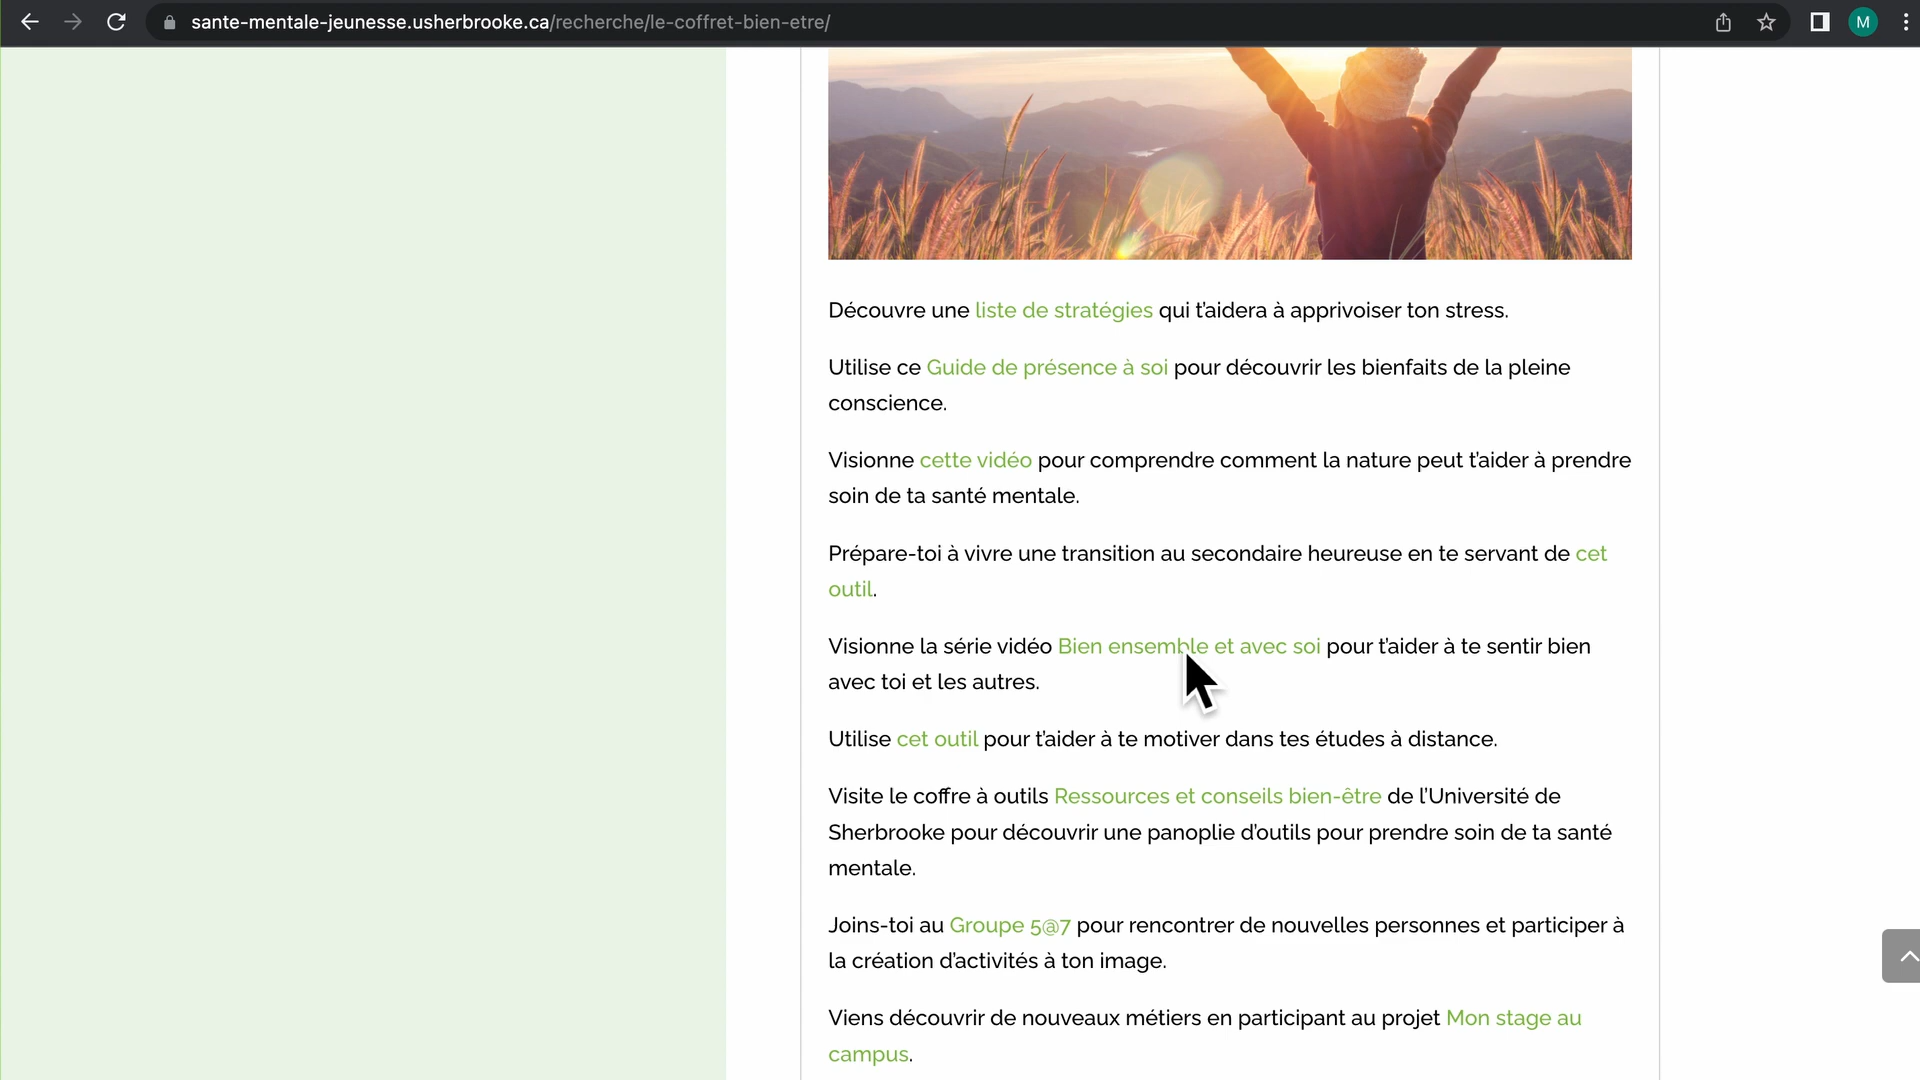 sante-mentale-jeunesse.usherbrooke.ca/recherche/le-coffret-bien-etre/
M
Découvre une liste de stratégies qui t'aidera à apprivoiser ton stress.
Utilise ce Guide de présence à soi pour découvrir les bienfaits de la pleine
conscience.
Visionne cette vidéo pour comprendre comment la nature peut t'aider à prendre
soin de ta santé mentale.
Prépare-toi à vivre une transition au secondaire heureuse en te servant de cet
outil.
Visionne la série vidéo Bien ensemble et avec soi pour t'aider à te sentir bien
avec toi et les autres.
Utilise cet outil pour t'aider à te motiver dans tes études à distance.
Visite le coffre à outils Ressources et conseils bien-être de l'Université de
Sherbrooke pour découvrir une panoplie d'outils pour prendre soin de ta santé
mentale.
Joins-toi au Groupe 5@7 pour rencontrer de nouvelles personnes et participer à
la création d'activités à ton image.
Viens découvrir de nouveaux métiers en participant au projet Mon stage au
campus.